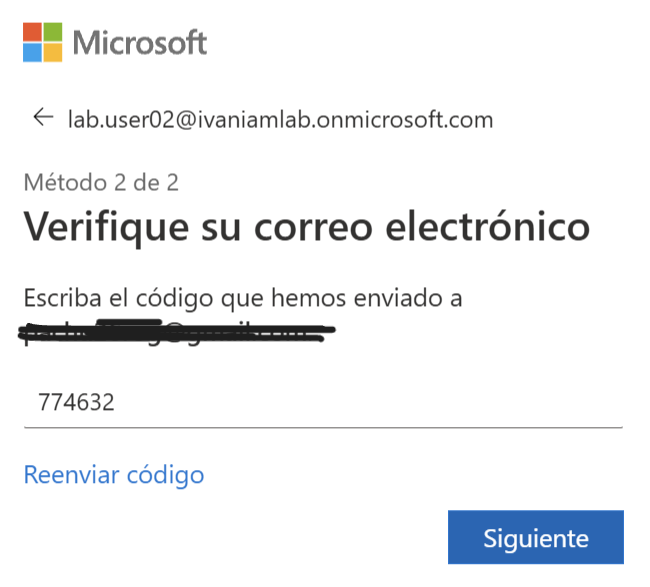 Microsoft
← lab.user02@ivaniamlab.onmicrosoft.com
Método 2 de 2
Verifique su correo electrónico
Escriba el código que hemos enviado a
774632
Reenviar código
Siguiente